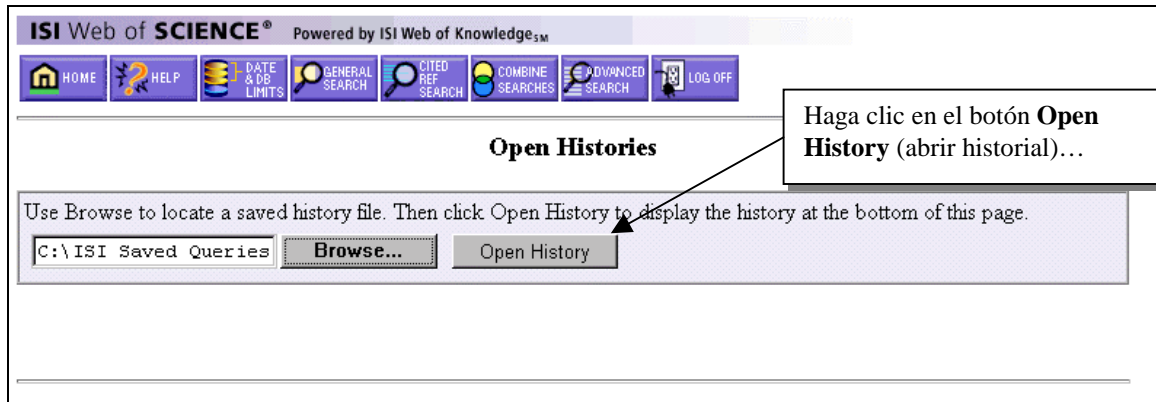 ISI Web of SCIENCE® Powered by ISI Web of Knowledge SM
HOME
HELP
DATE
& DB
LIMITS
GENERAL
SEARCH
CITED
REF
SEARCH
COMBINE
SEARCHES
ADVANCED
SEARCH
LOG OFF
Haga clic en el botón Open
History (abrir historial)…
Open Histories
Use Browse to locate a saved history file. Then click Open History to display the history at the bottom of this page.
C:\ISI Saved Queries
Browse...
Open History